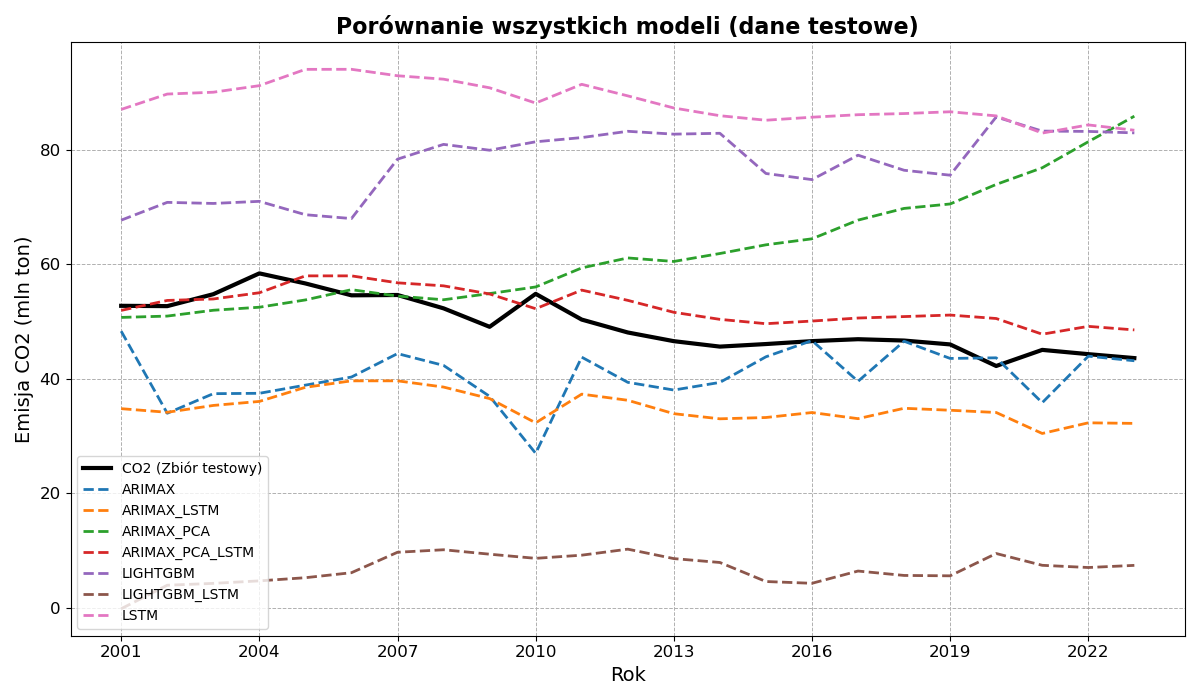 Porównanie wszystkich modeli (dane testowe)
Emisja CO2 (mln ton)
80
60
40
20
0
CO2 (Zbiór testowy)
ARIMAX
ARIMAX_LSTM
ARIMAX_PCA
ARIMAX_PCA_LSTM
LIGHTGBM
LIGHTGBM_LSTM
LSTM
2001 2004 2007 2010 2013 2016 2019 2022
Rok